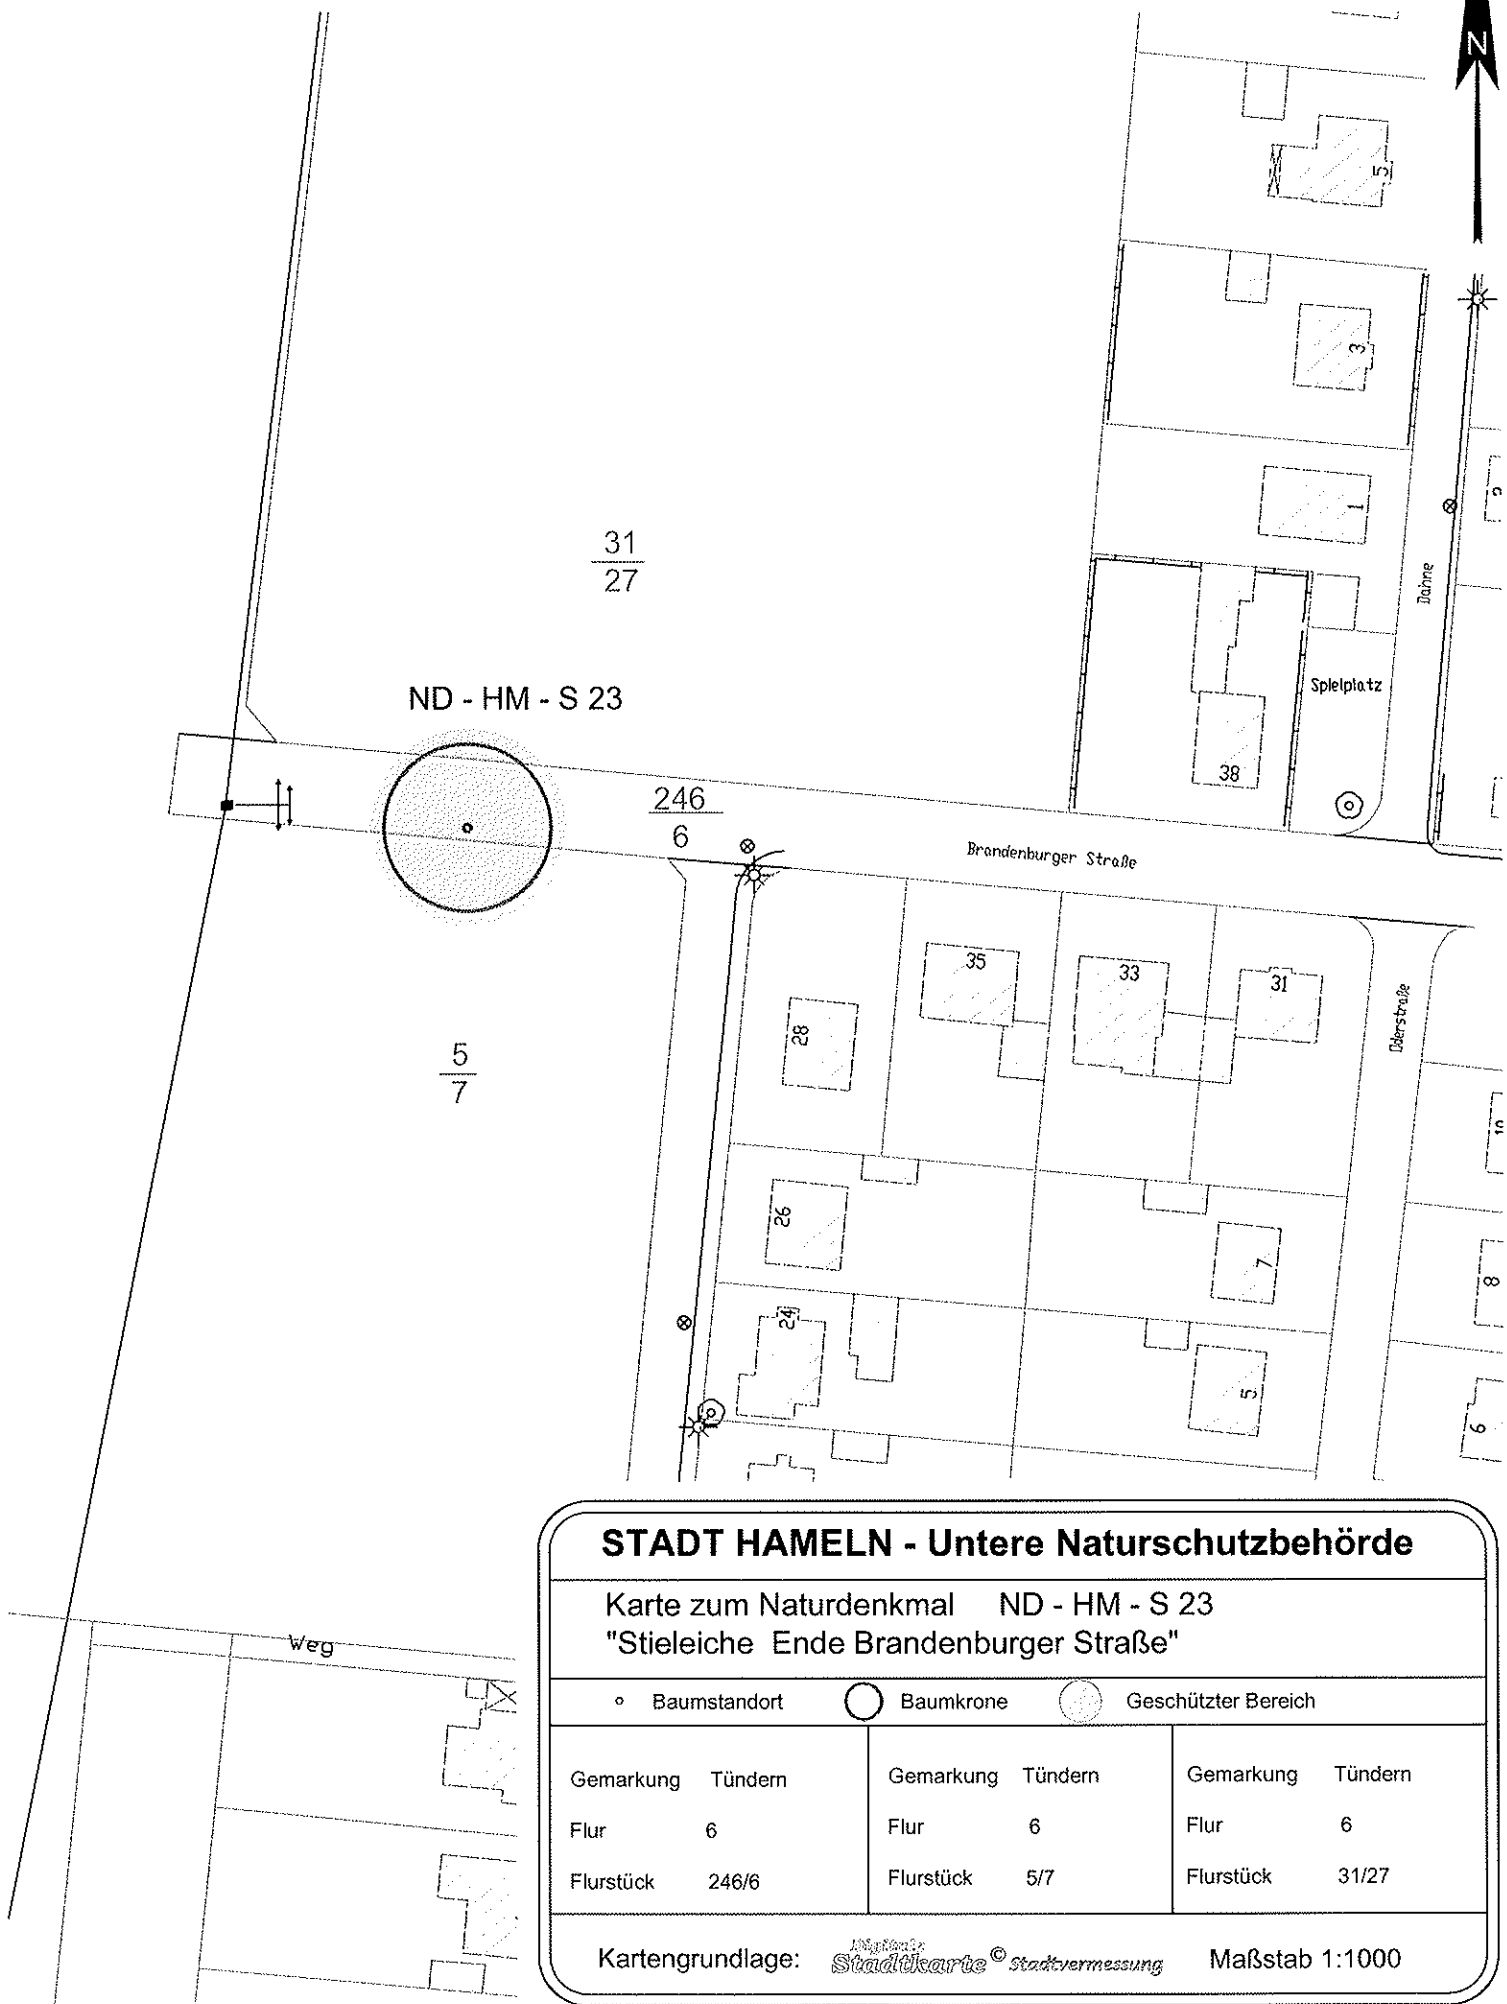 N
5
3
1
9
Dahne
31
27
ND - HM - S 23
Spielplatz
38
246
6
Brandenburger Straße
35
33
31
28
Oderstraße
5
7
10
26
7
8
24
5
6
Weg
STADT HAMELN - Untere Naturschutzbehörde
Karte zum Naturdenkmal ND - HM - S 23
"Stieleiche Ende Brandenburger Straße"
Baumstandort Baumkrone Geschützter Bereich
Gemarkung Tündern Gemarkung Tündern Gemarkung Tündern
Flur 6 Flur 6 Flur 6
Flurstück 246/6 Flurstück 5/7 Flurstück 31/27
Digitale
Kartengrundlage: Stadtkarte © Stadtvermessung Maßstab 1:1000